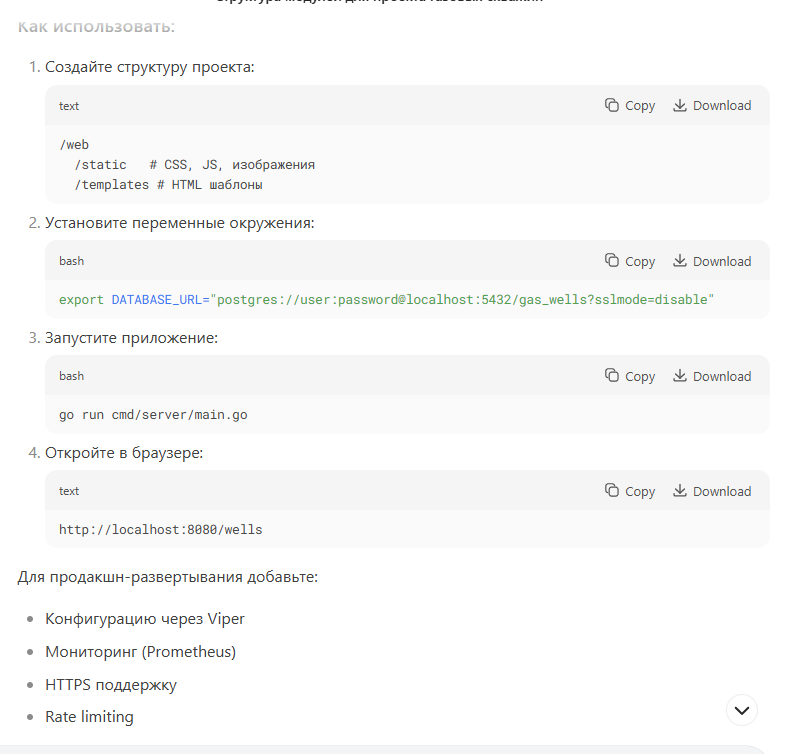 Как использовать:
1. Создайте структуру проекта:
text Copy Download
/web
/static # CSS, JS, изображения
/templates # HTML шаблоны
2. Установите переменные окружения:
bash Copy Download
export DATABASE_URL="postgres://user:password@localhost:5432/gas_wells?sslmode=disable"
3. Запустите приложение:
bash Copy Download
go run cmd/server/main.go
4. Откройте в браузере:
text Copy Download
http://localhost:8080/wells
Для продакшн-развертывания добавьте:
Конфигурацию через Viper
Мониторинг (Prometheus)
HTTPS поддержку
Rate limiting